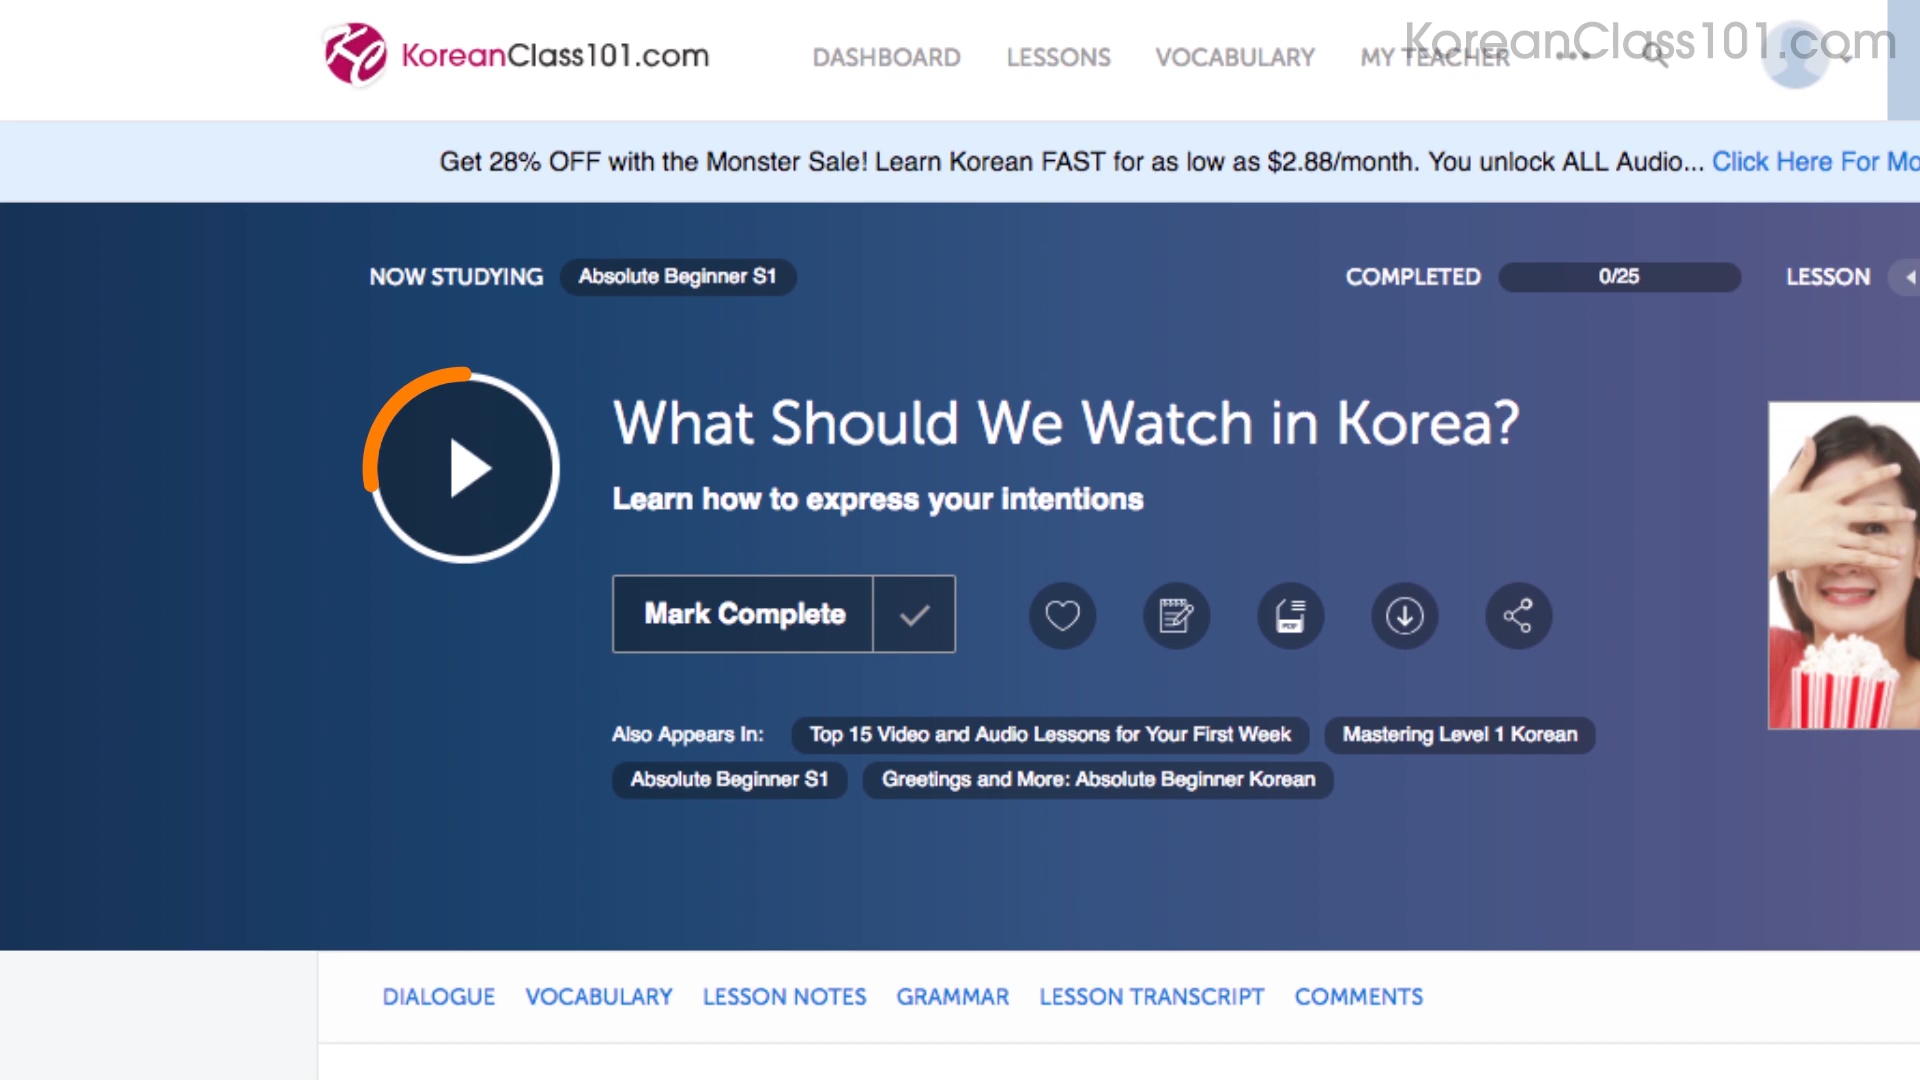 KoreanClass101.com
DASHBOARD LESSONS VOCABULARY MY TEACHER
KoreanClass101.com
Get 28% OFF with the Monster Sale! Learn Korean FAST for as low as $2.88/month. You unlock ALL Audio... Click Here For Mo
NOW STUDYING Absolute Beginner S1 COMPLETED 0/25 LESSON
What Should We Watch in Korea?
Learn how to express your intentions
Mark Complete
PDF
Also Appears In: Top 15 Video and Audio Lessons for Your First Week Mastering Level 1 Korean
Absolute Beginner S1 Greetings and More: Absolute Beginner Korean
DIALOGUE VOCABULARY LESSON NOTES GRAMMAR LESSON TRANSCRIPT COMMENTS